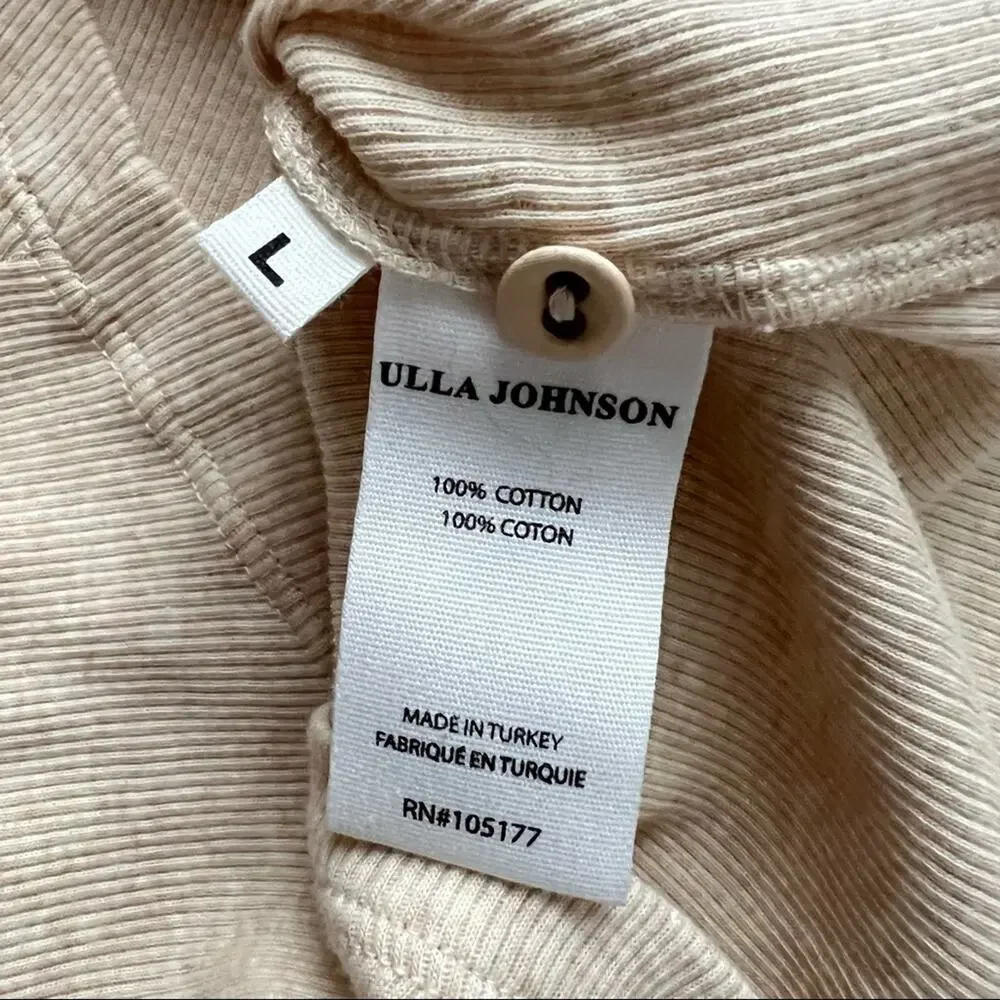 L
ULLA JOHNSON
100% COTTON
100% COTON
MADE IN TURKEY
FABRIQUÉ EN TURQUIE
RN#105177